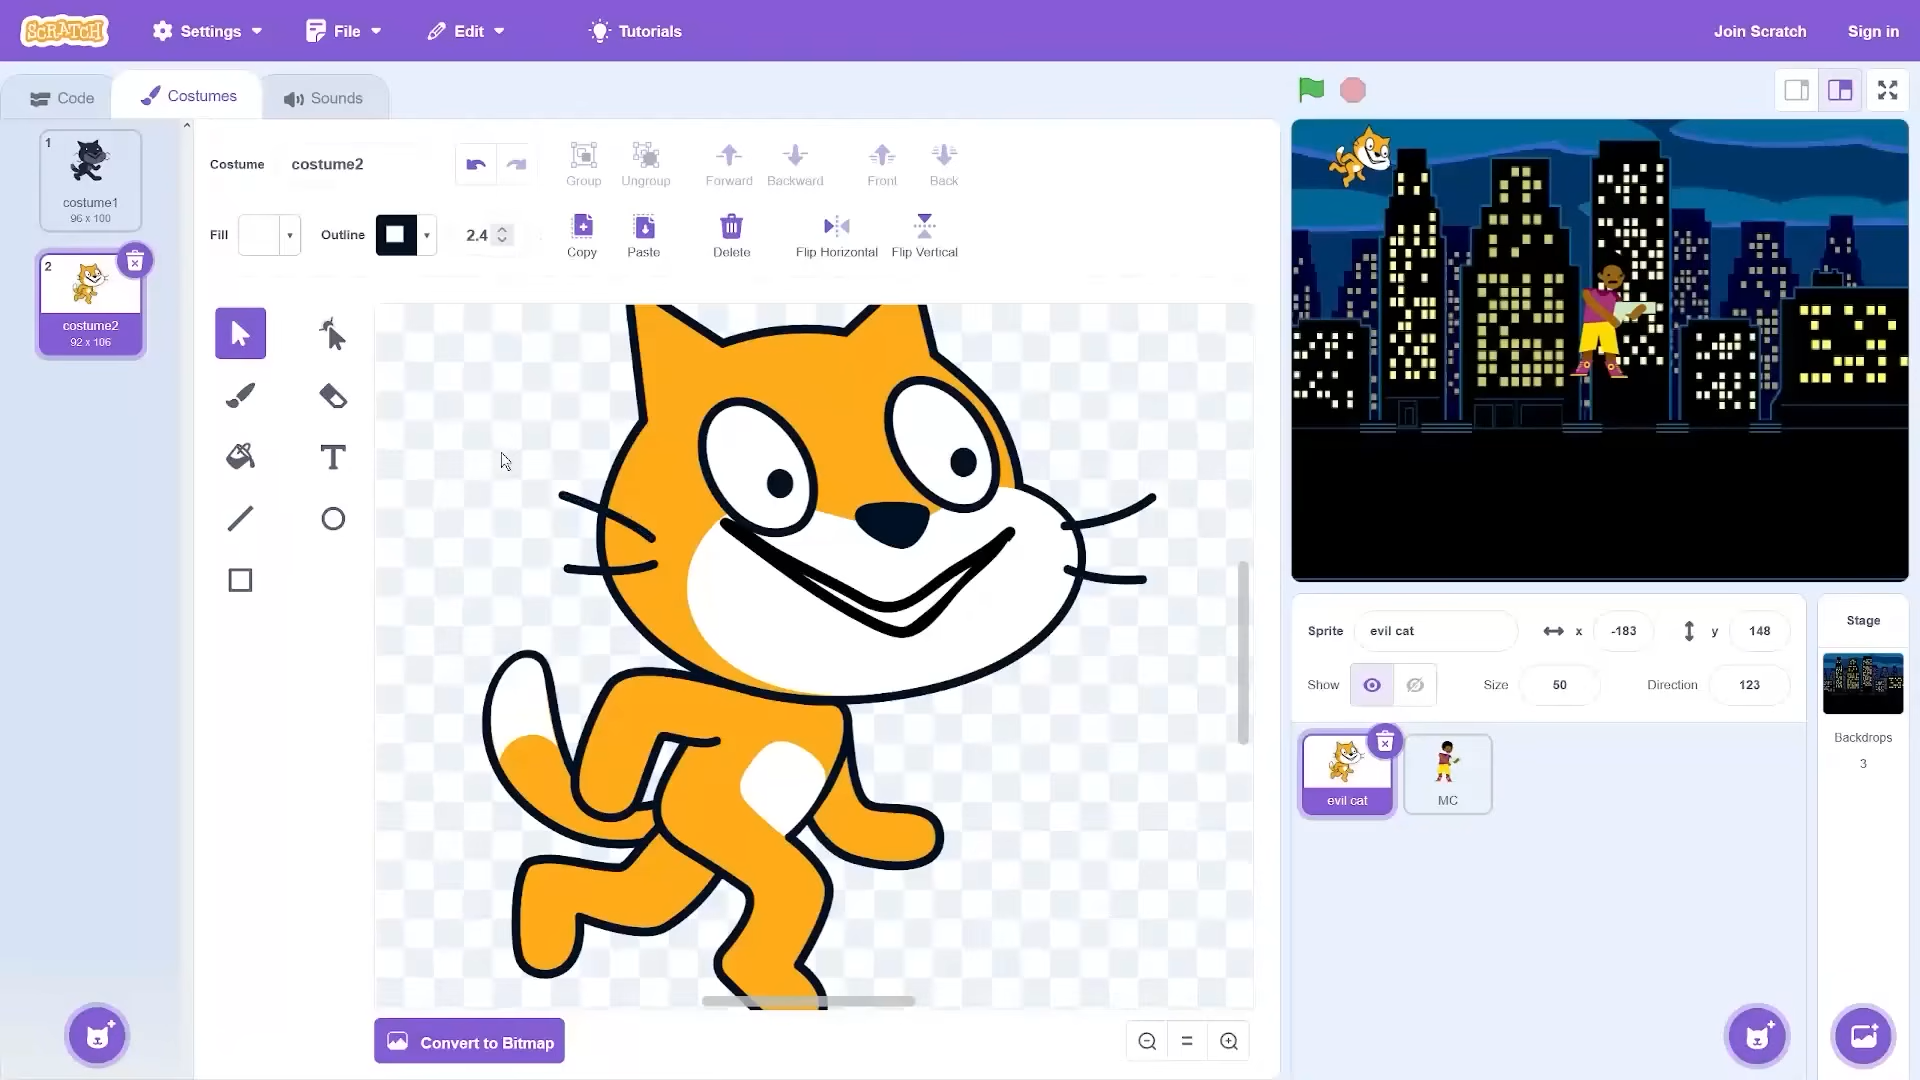 SCRATCH
Settings
File
Edit
Tutorials
Join Scratch
Sign in
Code
Costumes
Sounds
1
costume1
96 x 100
2
costume2
92 x 106
Costume
costume2
Group
Ungroup
Forward
Backward
Front
Back
Fill
Outline
2.4
Copy
Paste
Delete
Flip Horizontal
Flip Vertical
T
Convert to Bitmap
Sprite
evil cat
x
-183
y
148
Show
Size
50
Direction
123
evil cat
MC
Stage
Backdrops
3